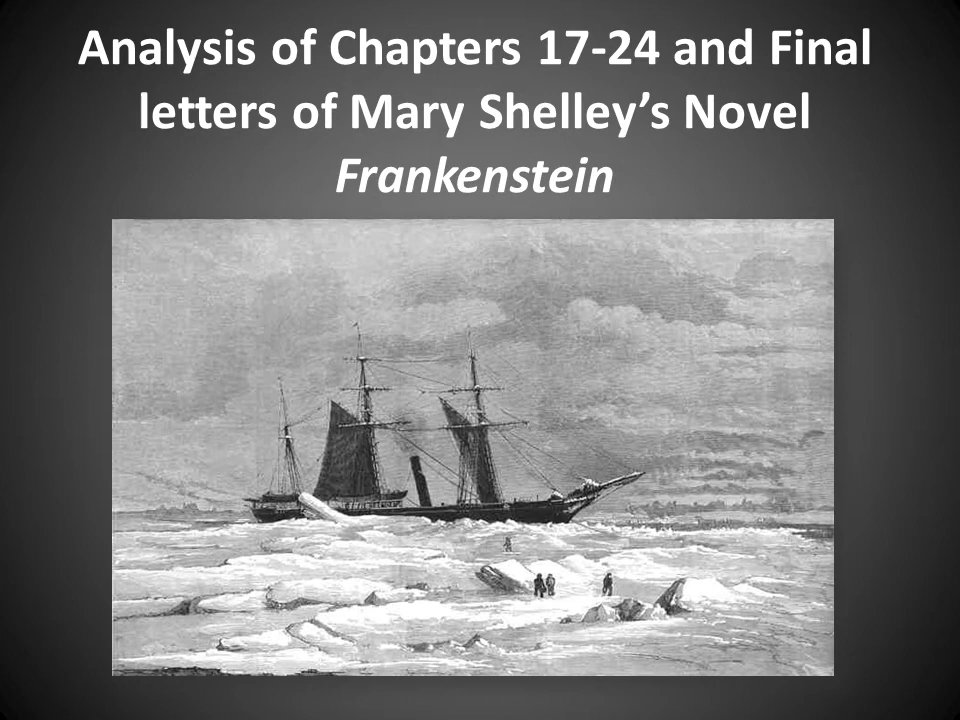 Analysis of Chapters 17-24 and Final
letters of Mary Shelley’s Novel
Frankenstein